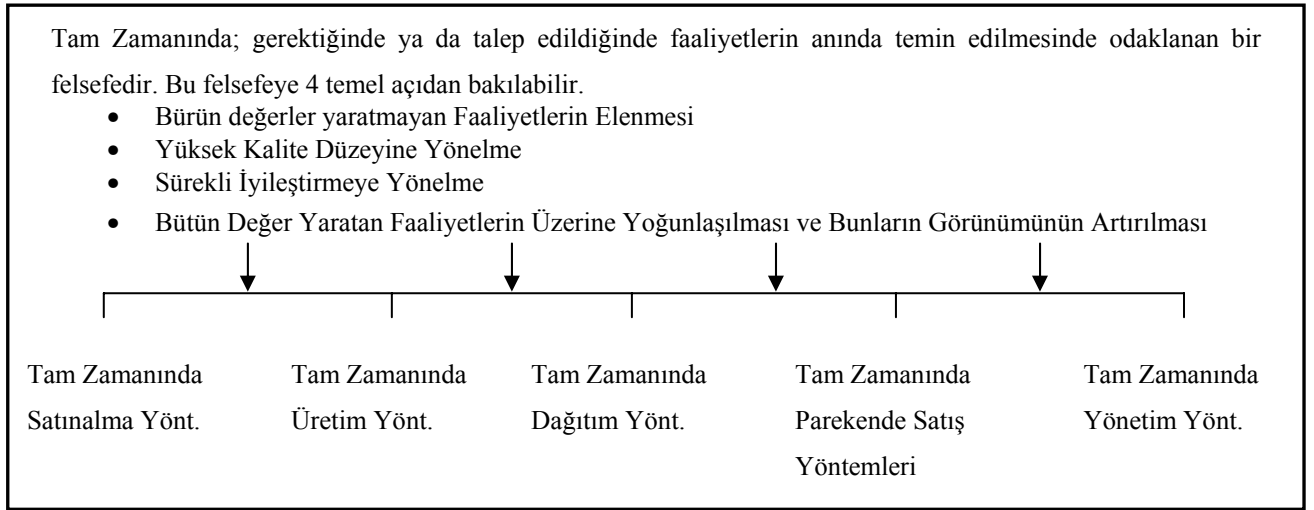 Tam Zamanında; gerektiğinde ya da talep edildiğinde faaliyetlerin anında temin edilmesinde odaklanan bir
felsefedir. Bu felsefeye 4 temel açıdan bakılabilir.
• Bürün değerler yaratmayan Faaliyetlerin Elenmesi
• Yüksek Kalite Düzeyine Yönelme
• Sürekli İyileştirmeye Yönelme
• Bütün Değer Yaratan Faaliyetlerin Üzerine Yoğunlaşılması ve Bunların Görünümünün Artırılması
Tam Zamanında
Satınalma Yönt.
Tam Zamanında
Üretim Yönt.
Tam Zamanında
Dağıtım Yönt.
Tam Zamanında
Parekende Satış
Yöntemleri
Tam Zamanında
Yönetim Yönt.